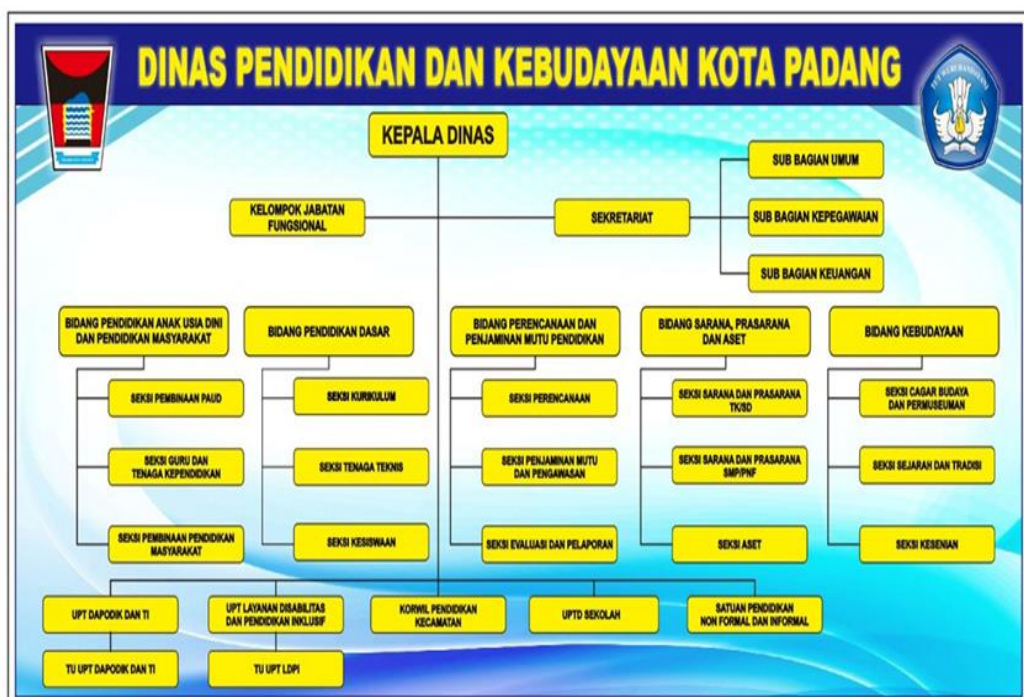 DINAS PENDIDIKAN DAN KEBUDAYAAN KOTA PADANG
KEPALA DINAS
KELOMPOK JABATAN
FUNGSIONAL
SEKRETARIAT
SUB BAGIAN UMUM
SUB BAGIAN KEPEGAWAIAN
SUB BAGIAN KEUANGAN
BIDANG PENDIDIKAN ANAK USIA DINI
DAN PENDIDIKAN MASYARAKAT
SEKSI PEMBINAAN PAUD
SEKSI GURU DAN
TENAGA KEPENDIDIKAN
SEKSI PEMBINAAN PENDIDIKAN
MASYARAKAT
BIDANG PENDIDIKAN DASAR
SEKSI KURIKULUM
SEKSI TENAGA TEKNIS
SEKSI KESISWAAN
BIDANG PERENCANAAN DAN
PENJAMINAN MUTU PENDIDIKAN
SEKSI PERENCANAAN
SEKSI PENJAMINAN MUTU
DAN PENGAWASAN
SEKSI EVALUASI DAN PELAPORAN
BIDANG SARANA, PRASARANA
DAN ASET
SEKSI SARANA DAN PRASARANA
TK/SD
SEKSI SARANA DAN PRASARANA
SMP/PNF
SEKSI ASET
BIDANG KEBUDAYAAN
SEKSI CAGAR BUDAYA
DAN PERMUSEUMAN
SEKSI SEJARAH DAN TRADISI
SEKSI KESENIAN
UPT DAPODIK DAN TI
UPT LAYANAN DISABILITAS
DAN PENDIDIKAN INKLUSIF
KORWIL PENDIDIKAN
KECAMATAN
UPTD SEKOLAH
SATUAN PENDIDIKAN
NON FORMAL DAN INFORMAL
TU UPT DAPODIK DAN TI
TU UPT LDPI